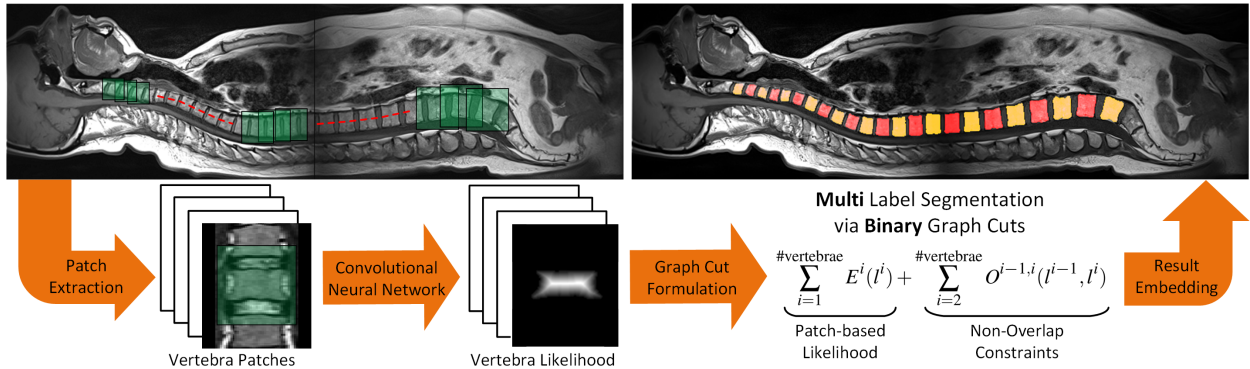 Patch
Extraction
Vertebra Patches
Convolutional
Neural Network
Vertebra Likelihood
Graph Cut
Formulation
Multi Label Segmentation
via Binary Graph Cuts
#vertebrae #vertebrae
∑ E^i(l^i) + ∑ O^{i−1,i}(l^{i−1}, l^i)
i=1 i=2
Patch-based
Likelihood
Non-Overlap
Constraints
Result
Embedding